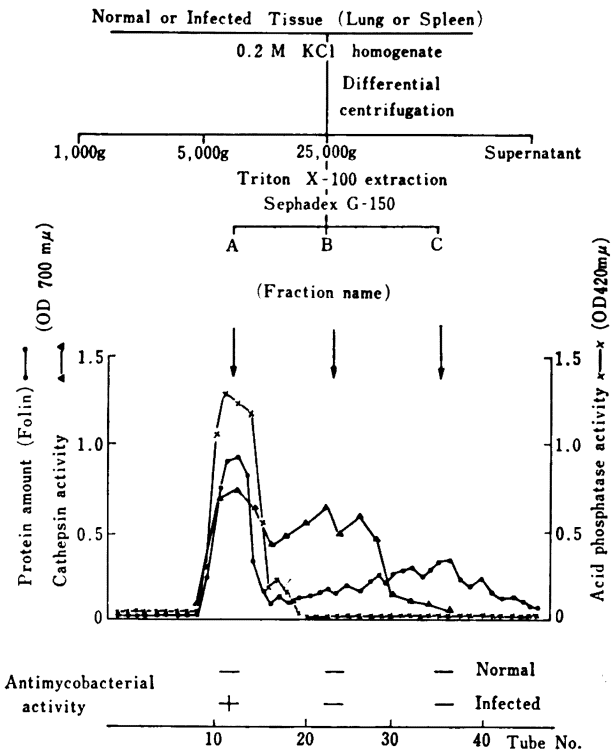 Normal or Infected Tissue (Lung or Spleen)
0.2 M KCl homogenate
Differential
centrifugation
1,000g 5,000g 25,000g Supernatant
Triton X-100 extraction
Sephadex G-150
A B C
(Fraction name)
Protein amount (Folin)
Cathepsin activity
(OD 700 mμ)
1.5
1.0
0.5
0
Acid phosphatase activity x—x (OD420mμ)
1.5
1.0
0.5
0
Antimycobacterial
activity
— — — Normal
+ — — Infected
10 20 30 40 Tube No.